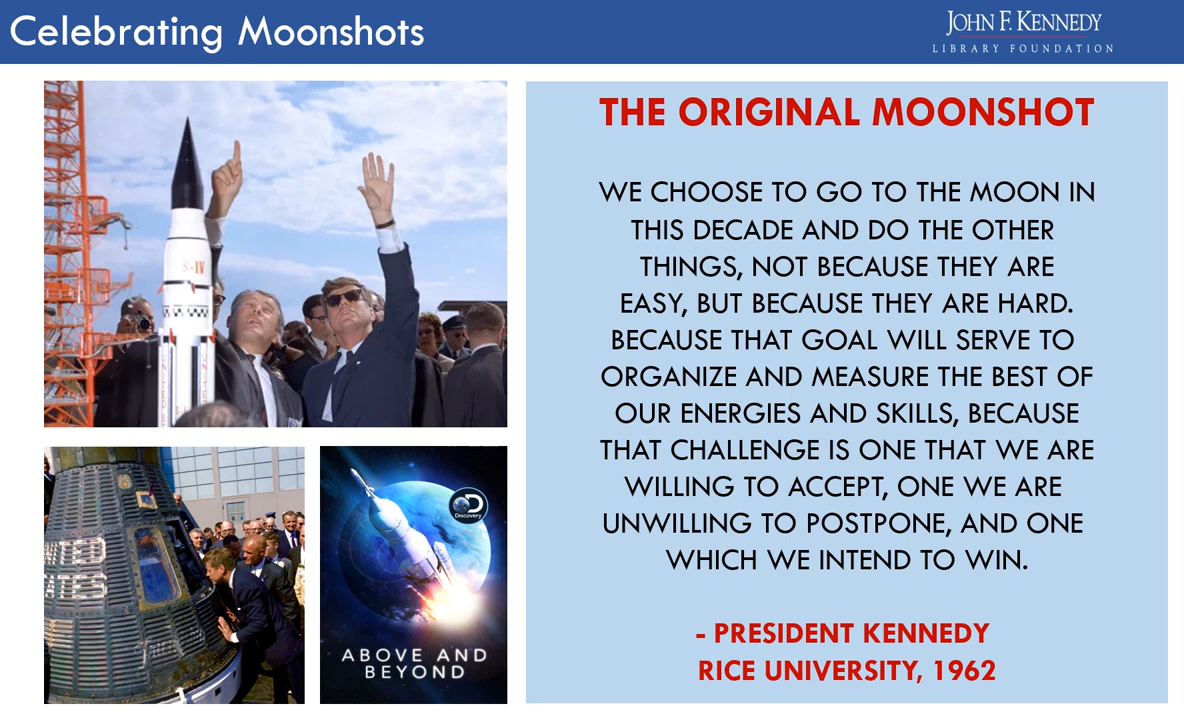 Celebrating Moonshots
JOHN F. KENNEDY
LIBRARY FOUNDATION
S-IV
THE ORIGINAL MOONSHOT
WE CHOOSE TO GO TO THE MOON IN
THIS DECADE AND DO THE OTHER
THINGS, NOT BECAUSE THEY ARE
EASY, BUT BECAUSE THEY ARE HARD.
BECAUSE THAT GOAL WILL SERVE TO
ORGANIZE AND MEASURE THE BEST OF
OUR ENERGIES AND SKILLS, BECAUSE
THAT CHALLENGE IS ONE THAT WE ARE
WILLING TO ACCEPT, ONE WE ARE
UNWILLING TO POSTPONE, AND ONE
WHICH WE INTEND TO WIN.
- PRESIDENT KENNEDY
RICE UNIVERSITY, 1962
NITED
ATES
Discovery
ABOVE AND
BEYOND